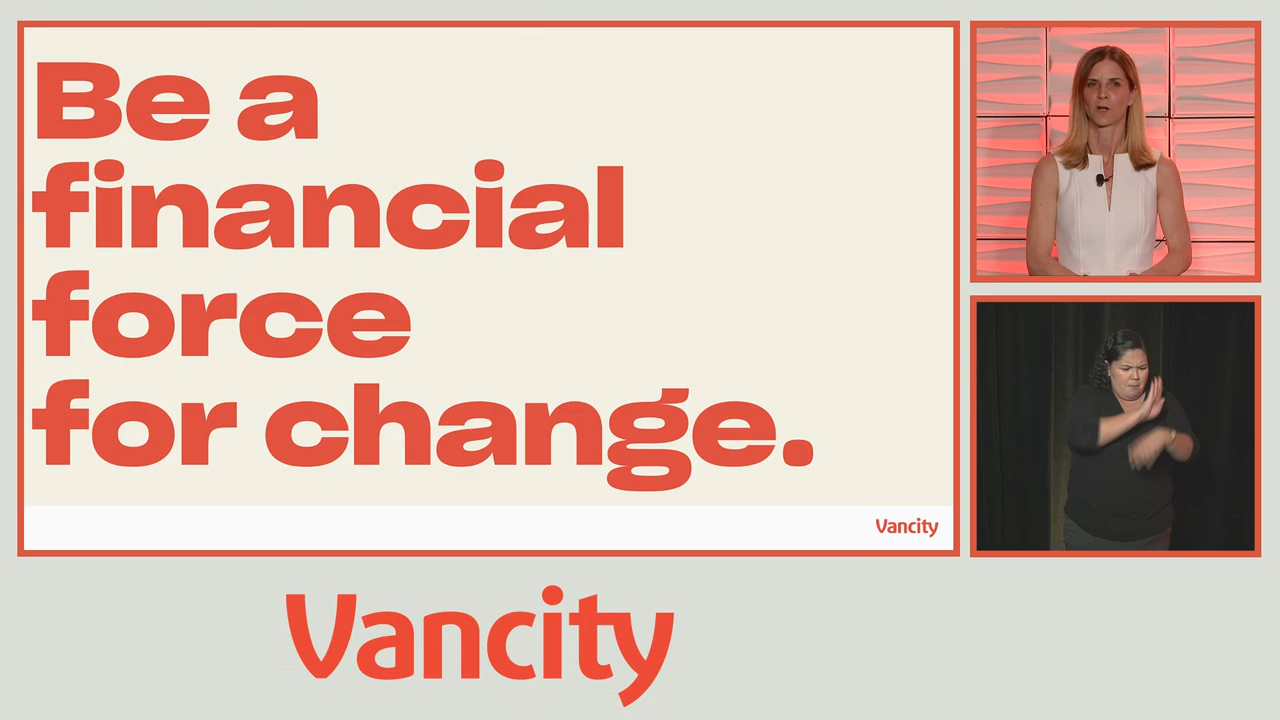 Be a
financial
force
for change.
Vancity
Vancity